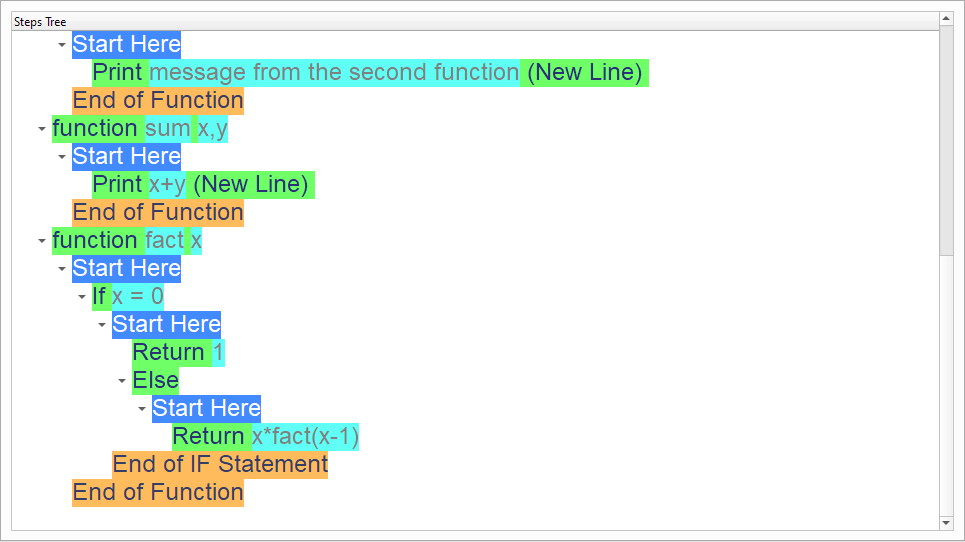 Steps Tree
Start Here
Print message from the second function (New Line)
End of Function
function sum x,y
Start Here
Print x+y (New Line)
End of Function
function fact x
Start Here
If x = 0
Start Here
Return 1
Else
Start Here
Return x*fact(x-1)
End of IF Statement
End of Function